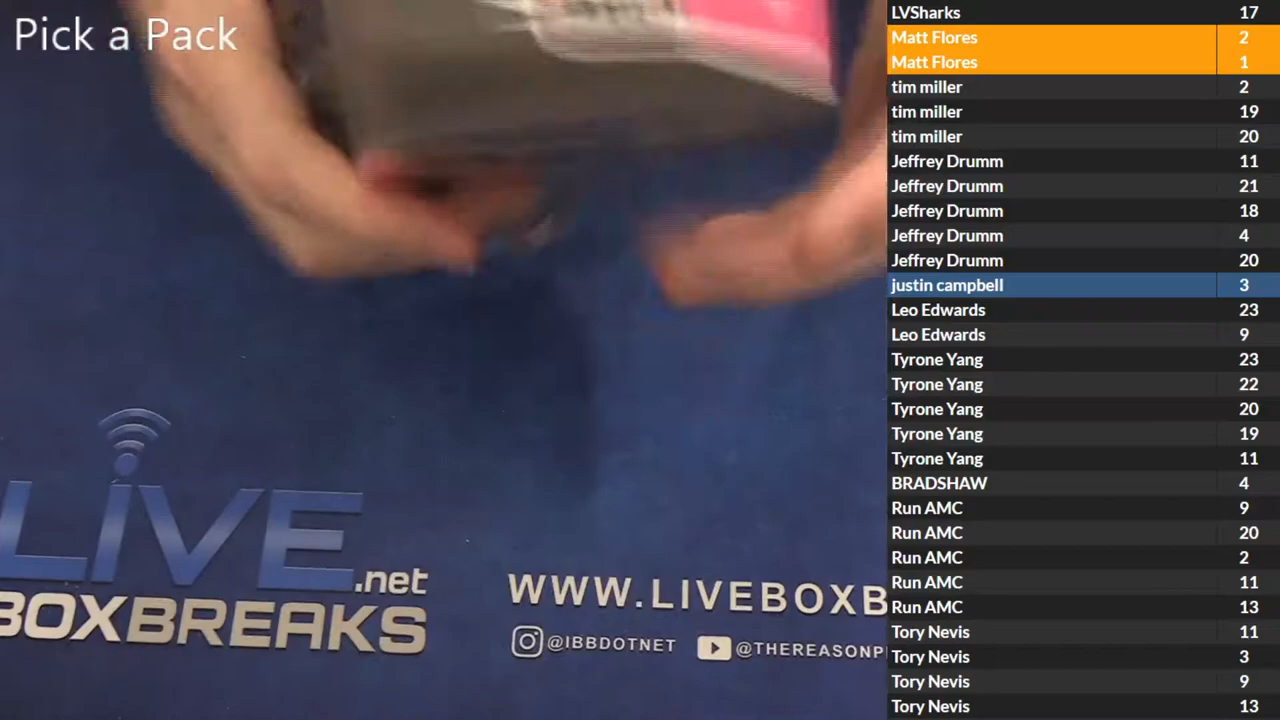 Pick a Pack
LIVE.net
BOXBREAKS
WWW.LIVEBOXB
@IBBDOTNET
@THEREASONP
LVSharks 17
Matt Flores 2
Matt Flores 1
tim miller 2
tim miller 19
tim miller 20
Jeffrey Drumm 11
Jeffrey Drumm 21
Jeffrey Drumm 18
Jeffrey Drumm 4
Jeffrey Drumm 20
justin campbell 3
Leo Edwards 23
Leo Edwards 9
Tyrone Yang 23
Tyrone Yang 22
Tyrone Yang 20
Tyrone Yang 19
Tyrone Yang 11
BRADSHAW 4
Run AMC 9
Run AMC 20
Run AMC 2
Run AMC 11
Run AMC 13
Tory Nevis 11
Tory Nevis 3
Tory Nevis 9
Tory Nevis 13